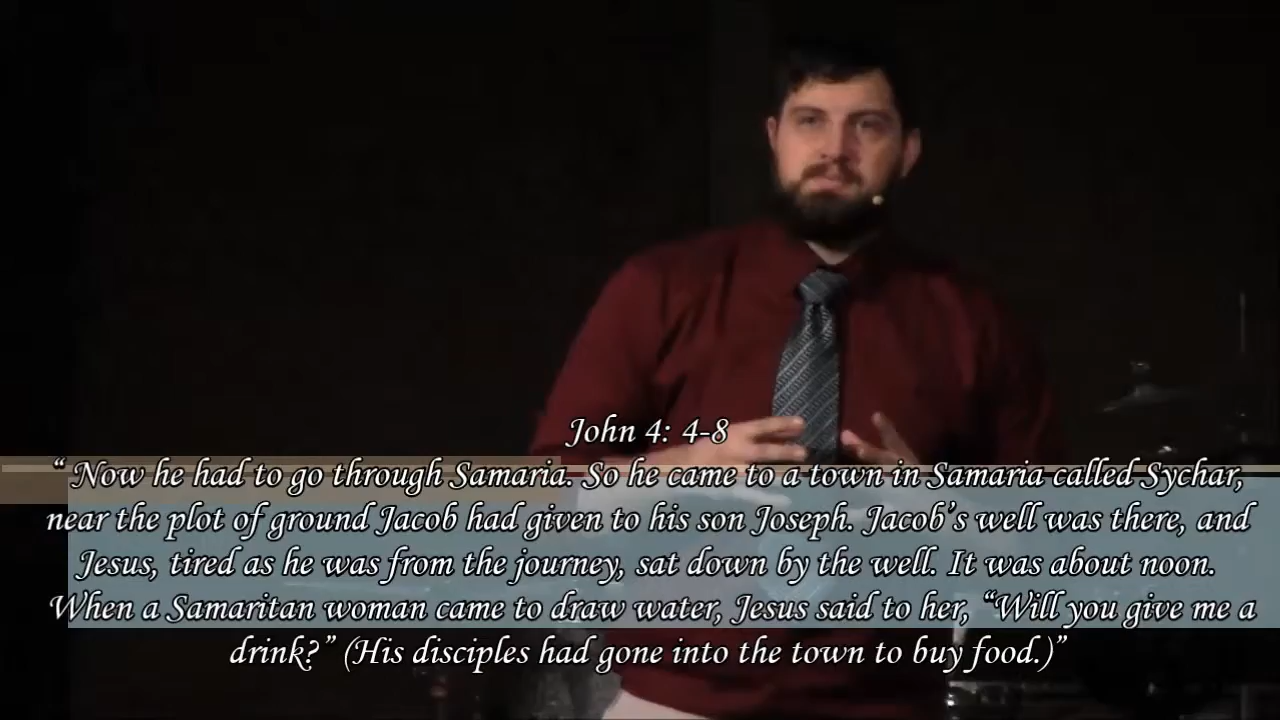 John 4: 4-8
“ Now he had to go through Samaria. So he came to a town in Samaria called Sychar,
near the plot of ground Jacob had given to his son Joseph. Jacob’s well was there, and
Jesus, tired as he was from the journey, sat down by the well. It was about noon.
When a Samaritan woman came to draw water, Jesus said to her, “Will you give me a
drink?” (His disciples had gone into the town to buy food.)”